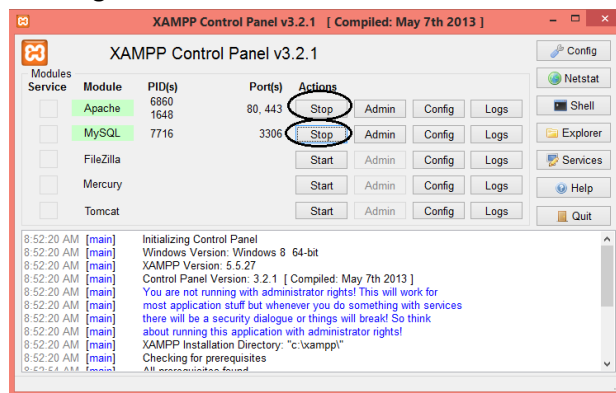 XAMPP Control Panel v3.2.1 [ Compiled: May 7th 2013 ]
XAMPP Control Panel v3.2.1
Config
Modules
Service Module PID(s) Port(s) Actions
Netstat
Apache 6860 1648 80, 443 Stop Admin Config Logs
Shell
MySQL 7716 3306 Stop Admin Config Logs
Explorer
FileZilla Start Admin Config Logs
Services
Mercury Start Admin Config Logs
Help
Tomcat Start Admin Config Logs
Quit
8:52:20 AM [main] Initializing Control Panel
8:52:20 AM [main] Windows Version: Windows 8 64-bit
8:52:20 AM [main] XAMPP Version: 5.5.27
8:52:20 AM [main] Control Panel Version: 3.2.1 [ Compiled: May 7th 2013 ]
8:52:20 AM [main] You are not running with administrator rights! This will work for
8:52:20 AM [main] most application stuff but whenever you do something with services
8:52:20 AM [main] there will be a security dialogue or things will break! So think
8:52:20 AM [main] about running this application with administrator rights!
8:52:20 AM [main] XAMPP Installation Directory: "c:\xampp\"
8:52:20 AM [main] Checking for prerequisites
8:52:54 AM [main] All prerequisites found